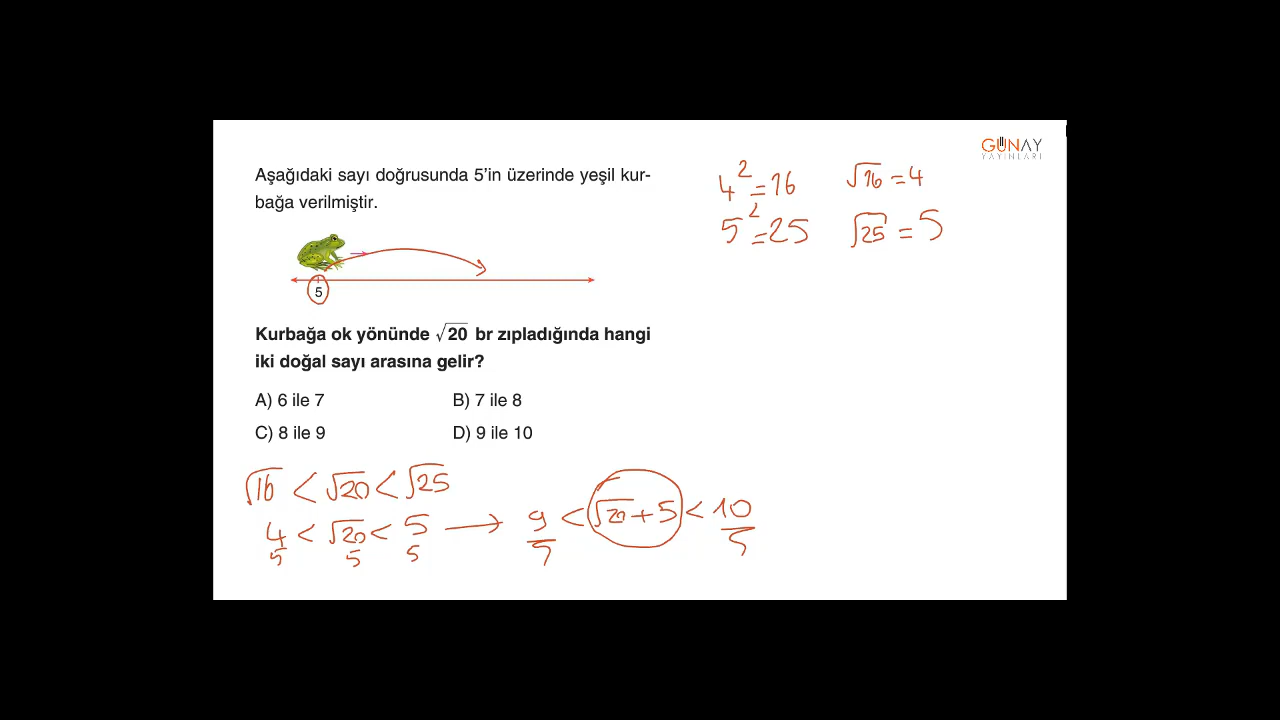 GÜNAY
YAYINLARI
Aşağıdaki sayı doğrusunda 5'in üzerinde yeşil kur-
bağa verilmiştir.
5
Kurbağa ok yönünde √20 br zıpladığında hangi
iki doğal sayı arasına gelir?
A) 6 ile 7
B) 7 ile 8
C) 8 ile 9
D) 9 ile 10
4² = 16 √16 = 4
5² = 25 √25 = 5
√16 < √20 < √25
4 < √20 < 5 → 9 < √20 + 5 < 10
5 5 5 5 5